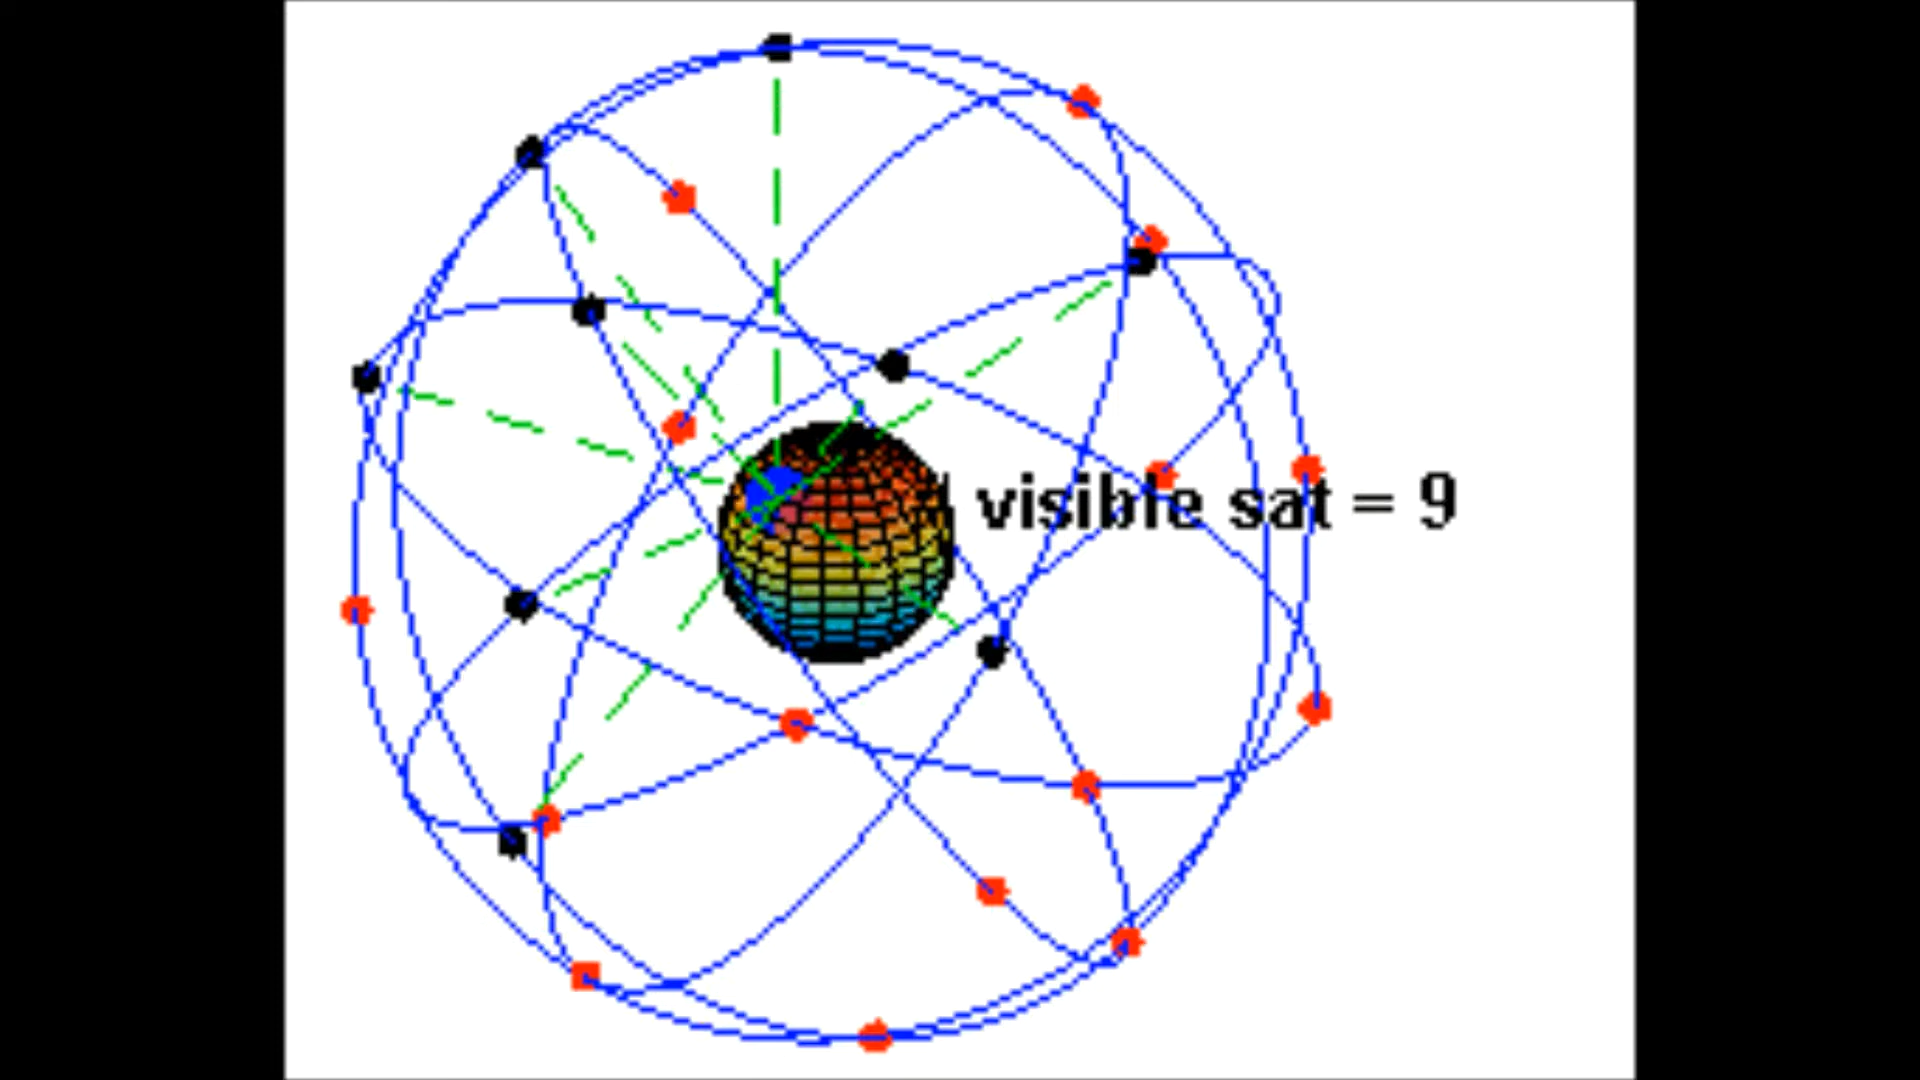 visible sat = 9